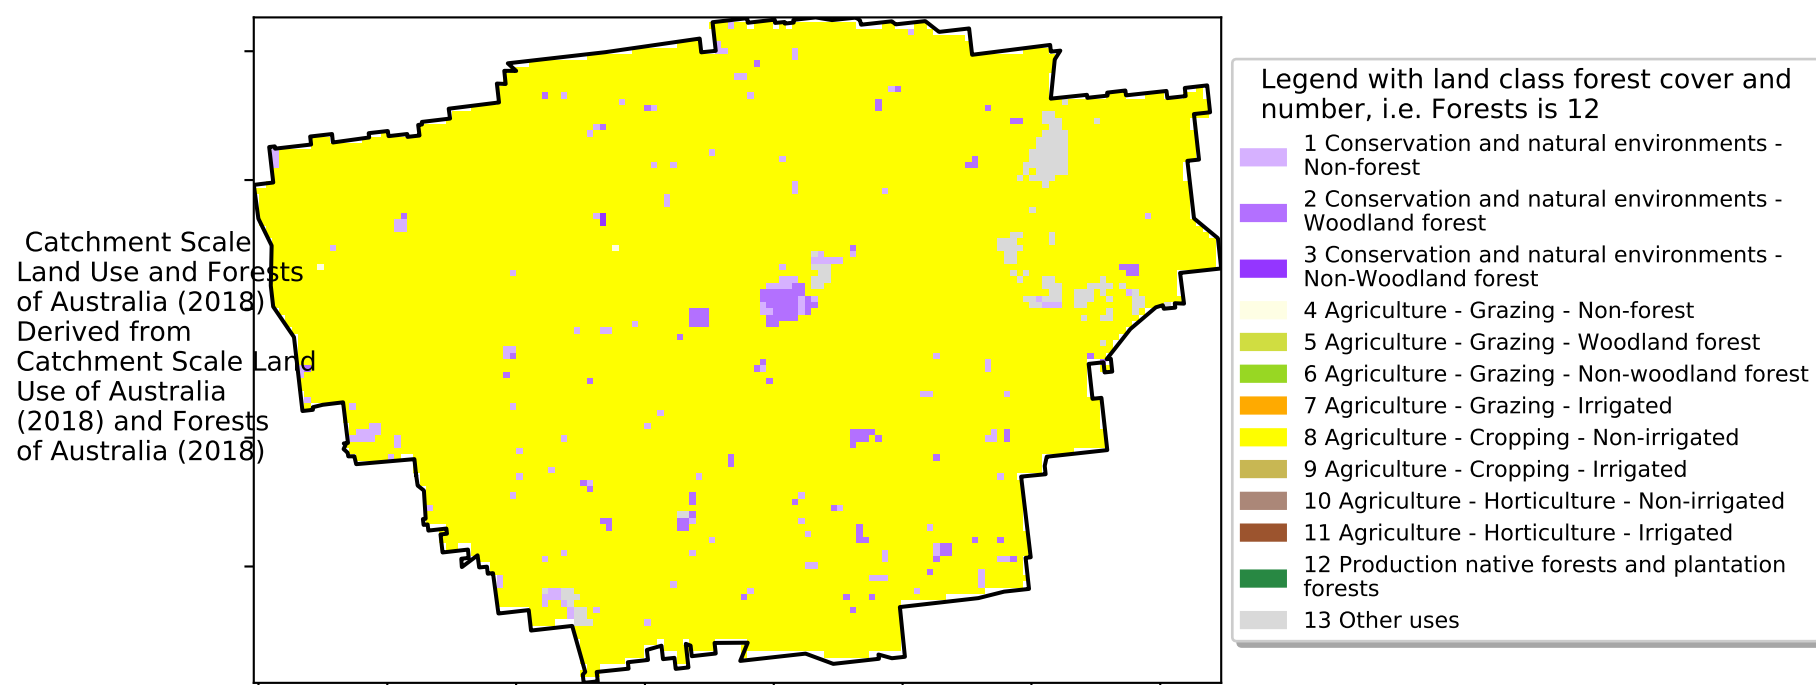 Catchment Scale
Land Use and Forests
of Australia (2018)
Derived from
Catchment Scale Land
Use of Australia
(2018) and Forests
of Australia (2018)
Legend with land class forest cover and
number, i.e. Forests is 12
1 Conservation and natural environments -
Non-forest
2 Conservation and natural environments -
Woodland forest
3 Conservation and natural environments -
Non-Woodland forest
4 Agriculture - Grazing - Non-forest
5 Agriculture - Grazing - Woodland forest
6 Agriculture - Grazing - Non-woodland forest
7 Agriculture - Grazing - Irrigated
8 Agriculture - Cropping - Non-irrigated
9 Agriculture - Cropping - Irrigated
10 Agriculture - Horticulture - Non-irrigated
11 Agriculture - Horticulture - Irrigated
12 Production native forests and plantation
forests
13 Other uses